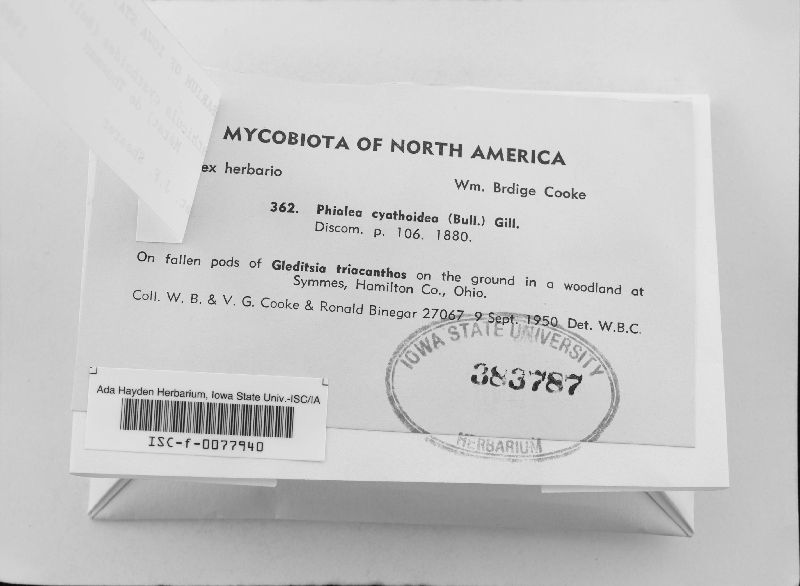 MYCOBIOTA OF NORTH AMERICA
ex herbario
Wm. Brdige Cooke
362. Phialea cyathoidea (Bull.) Gill.
Discom. p. 106. 1880.
On fallen pods of Gleditsia triacanthos on the ground in a woodland at
Symmes, Hamilton Co., Ohio.
Coll. W. B. & V. G. Cooke & Ronald Binegar 27067 9 Sept. 1950 Det. W.B.C.
IOWA STATE UNIVERSITY
383787
HERBARIUM
Ada Hayden Herbarium, Iowa State Univ.-ISC/IA
ISC-f-0077940